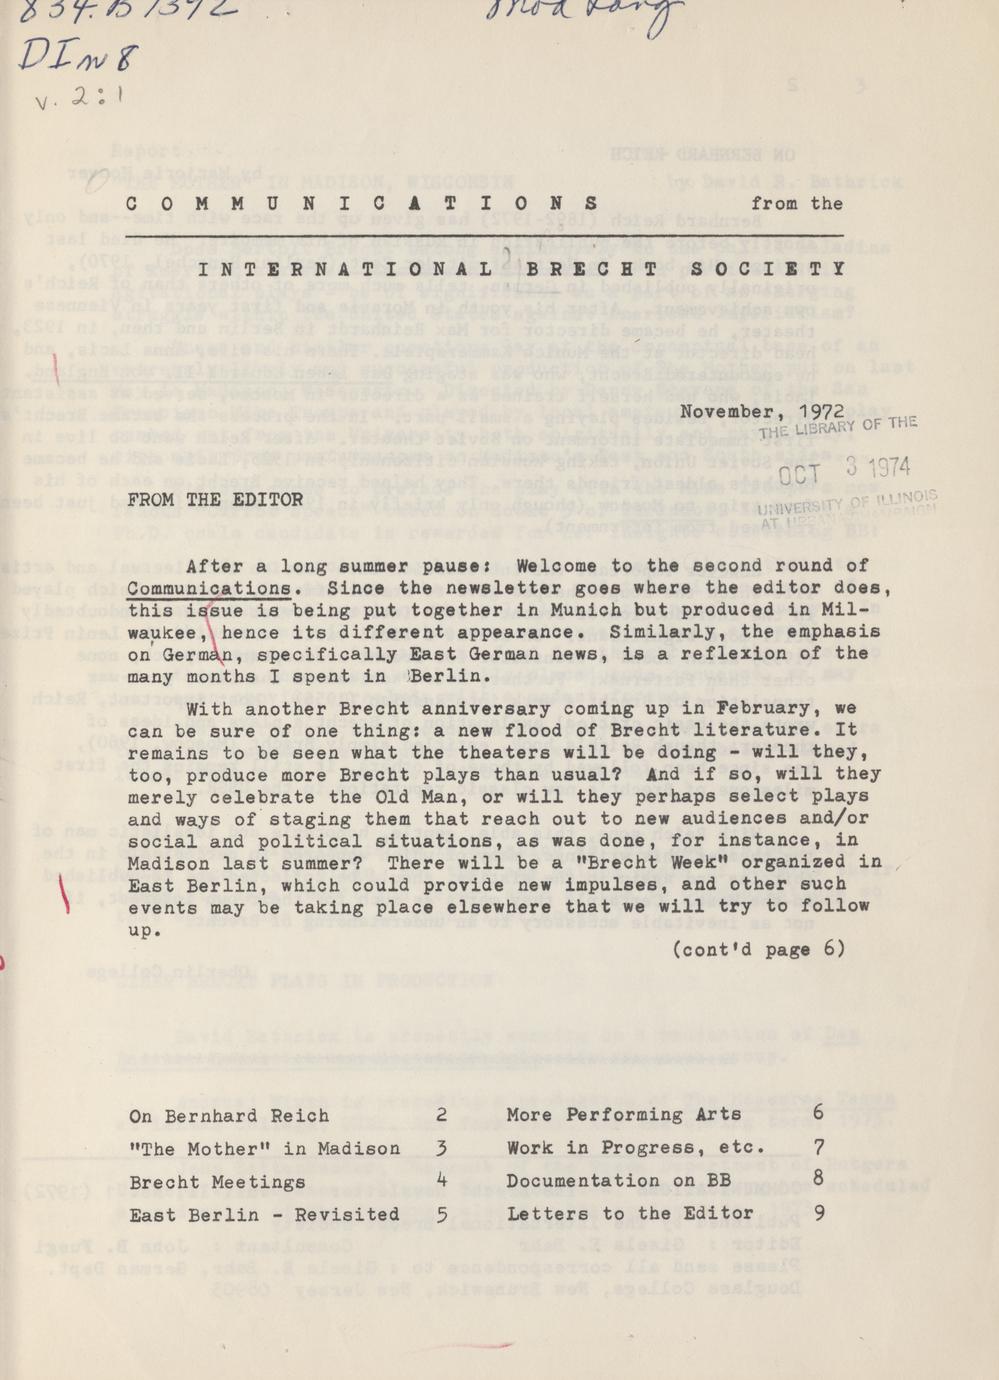 834.B7392
Mod Lang
DIn8
v. 2:1
COMMUNICATIONS from the
INTERNATIONAL BRECHT SOCIETY
November, 1972
THE LIBRARY OF THE
OCT 3 1974
UNIVERSITY OF ILLINOIS
AT URBANA-CHAMPAIGN
FROM THE EDITOR
After a long summer pause: Welcome to the second round of
Communications. Since the newsletter goes where the editor does,
this issue is being put together in Munich but produced in Mil-
waukee, hence its different appearance. Similarly, the emphasis
on German, specifically East German news, is a reflexion of the
many months I spent in Berlin.
With another Brecht anniversary coming up in February, we
can be sure of one thing: a new flood of Brecht literature. It
remains to be seen what the theaters will be doing - will they,
too, produce more Brecht plays than usual? And if so, will they
merely celebrate the Old Man, or will they perhaps select plays
and ways of staging them that reach out to new audiences and/or
social and political situations, as was done, for instance, in
Madison last summer? There will be a "Brecht Week" organized in
East Berlin, which could provide new impulses, and other such
events may be taking place elsewhere that we will try to follow
up.
(cont'd page 6)
On Bernhard Reich 2
"The Mother" in Madison 3
Brecht Meetings 4
East Berlin - Revisited 5
More Performing Arts 6
Work in Progress, etc. 7
Documentation on BB 8
Letters to the Editor 9